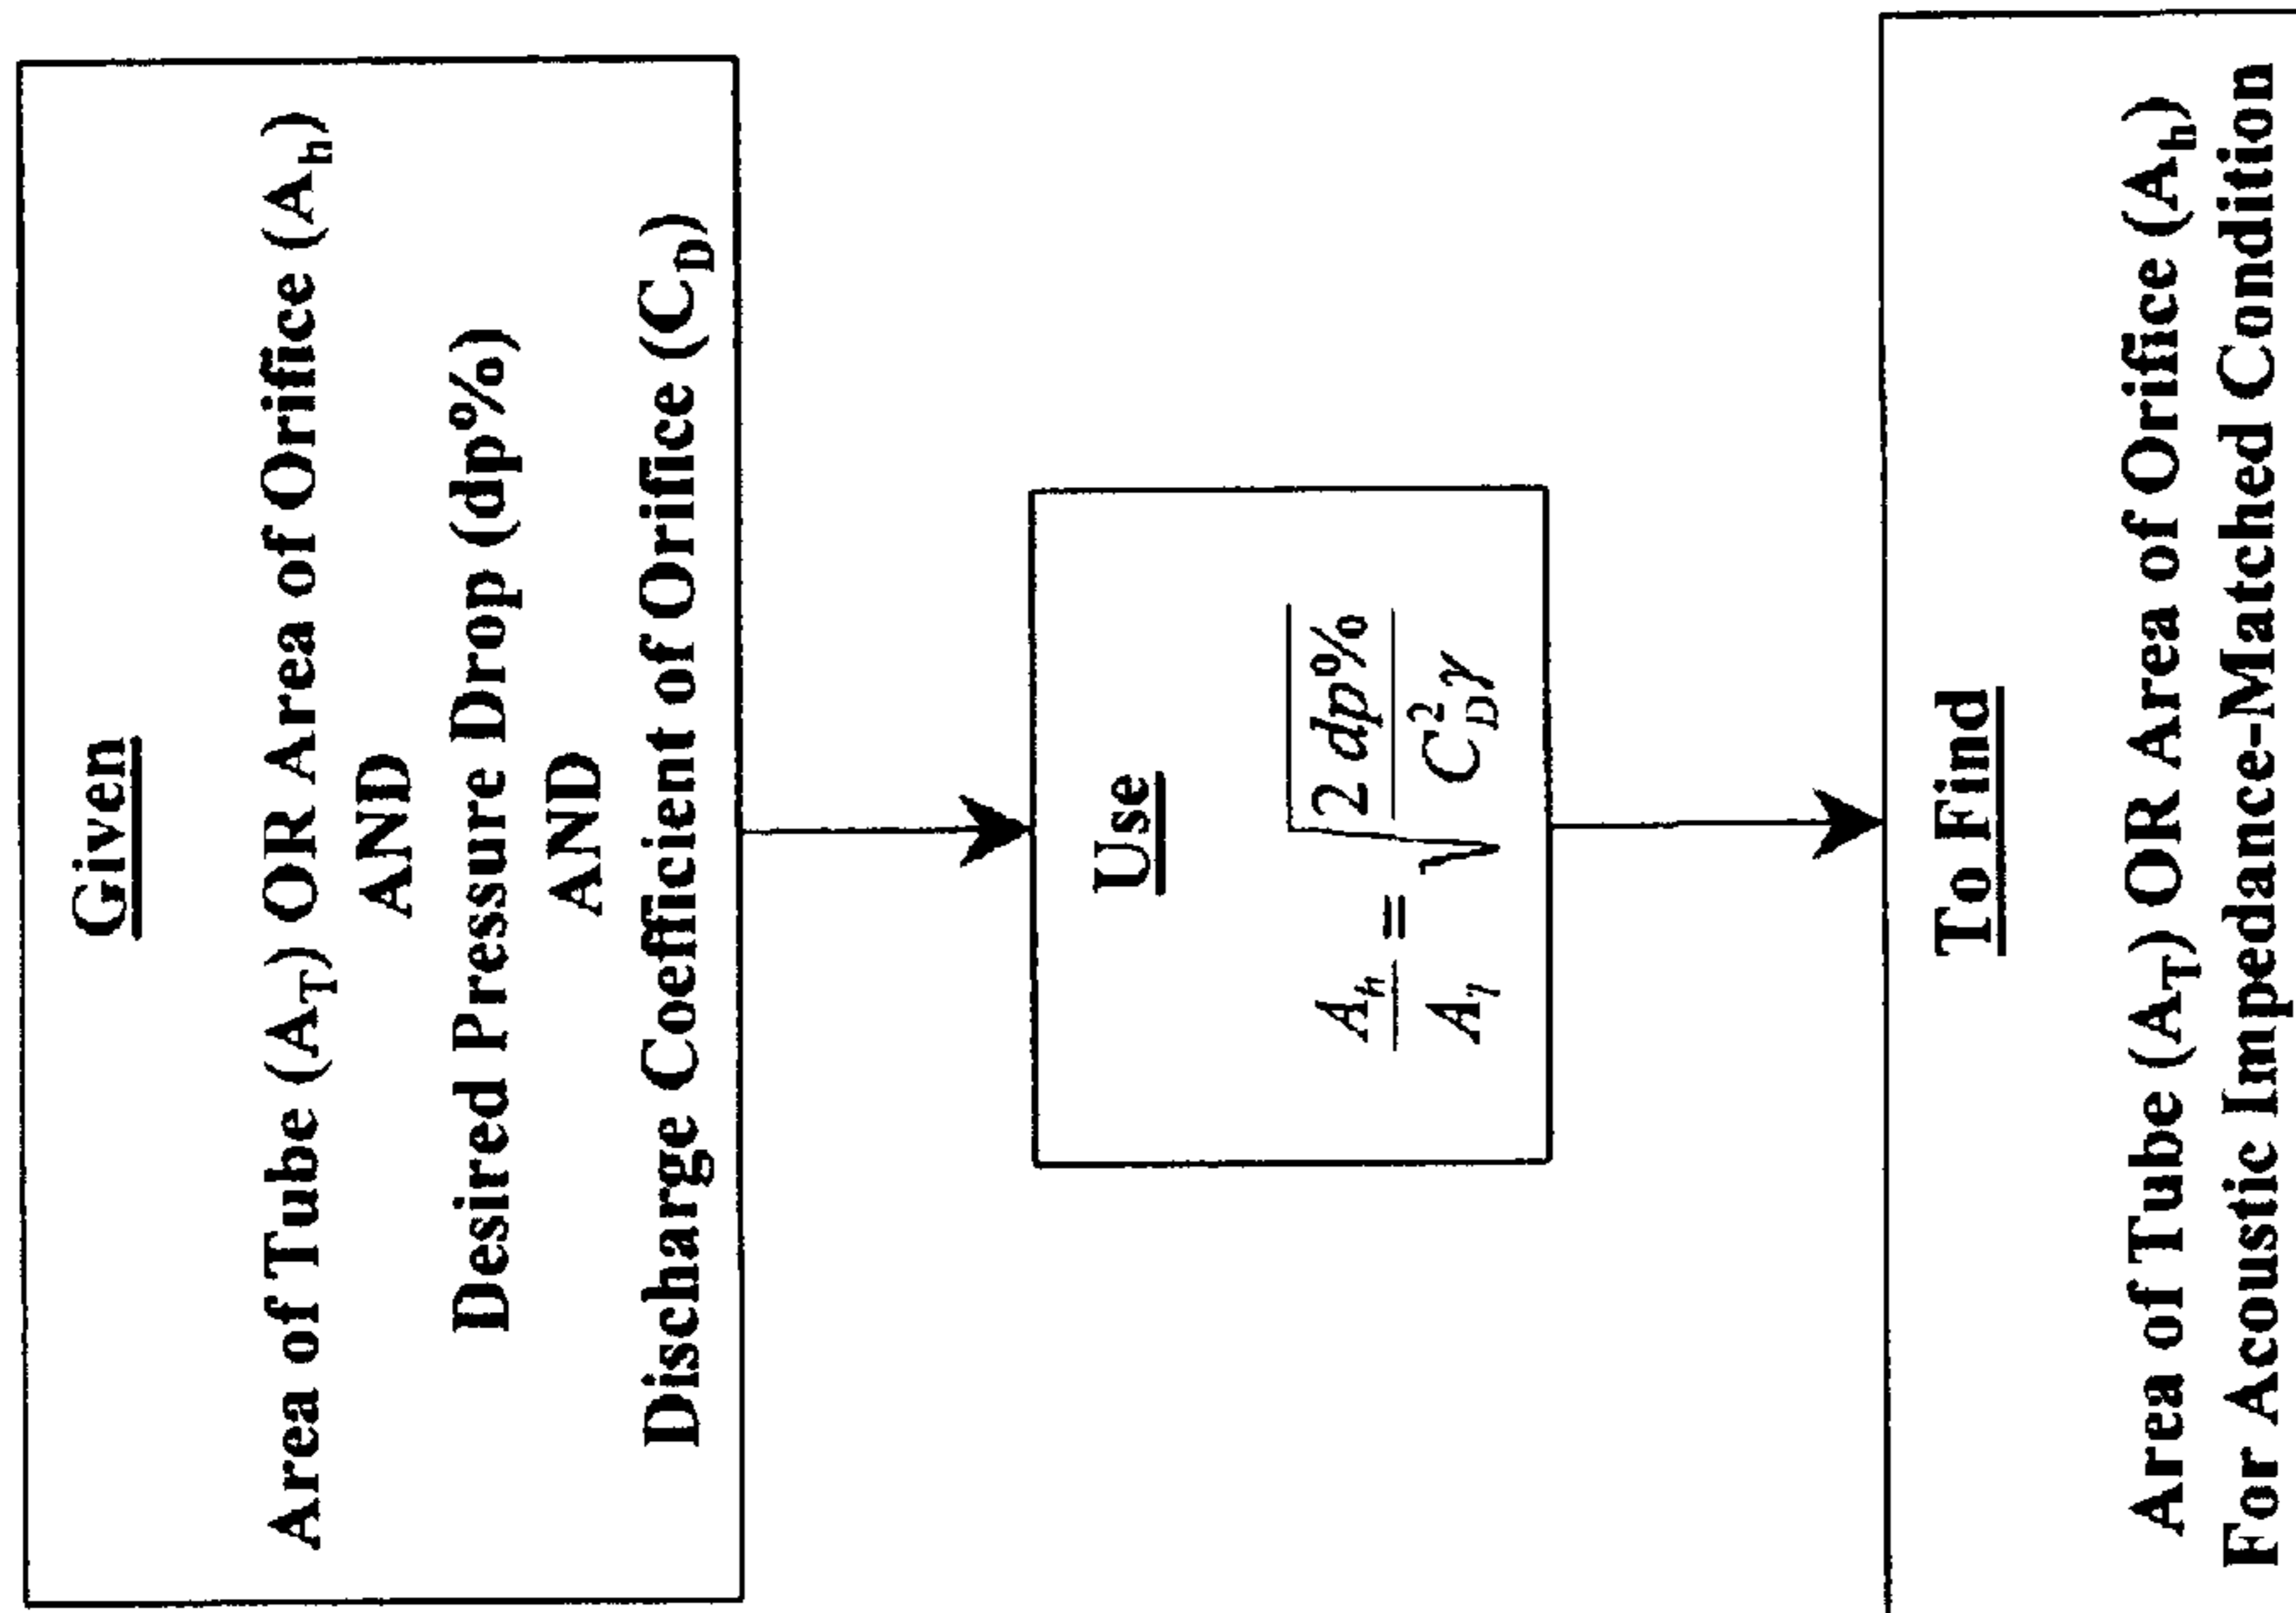 Given
Area of Tube (A_T) OR Area of Orifice (A_h)
AND
Desired Pressure Drop (dp%)
AND
Discharge Coefficient of Orifice (C_D)
Use
A_h / A_T = √(2 dp% / C_D^2 γ)
To Find
Area of Tube (A_T) OR Area of Orifice (A_h)
For Acoustic Impedance-Matched Condition